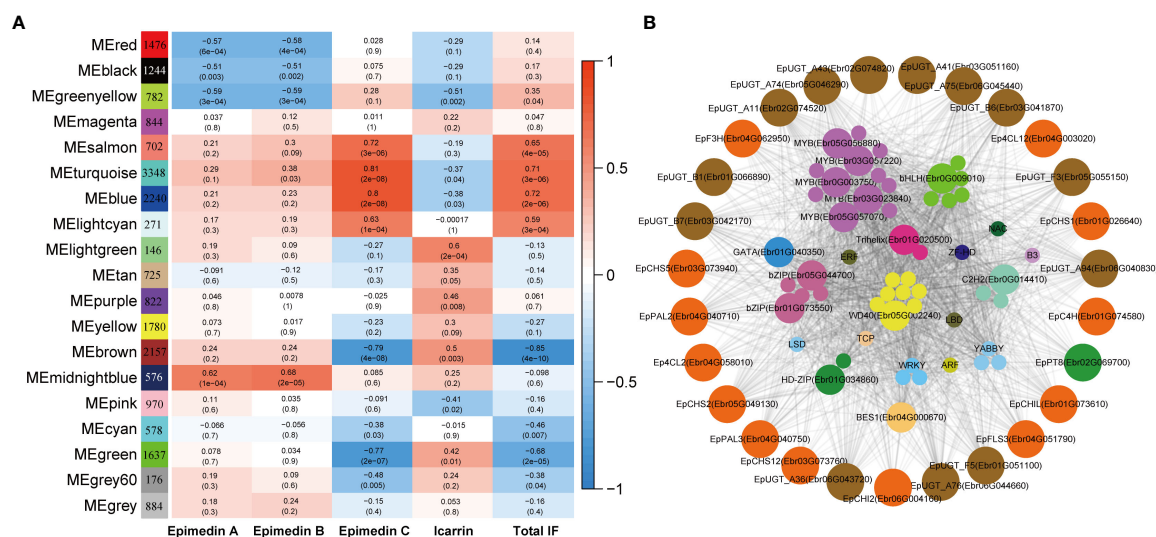 A
MEred 1476 −0.57 −0.58 0.028 −0.29 0.14
(6e−04) (4e−04) (0.9) (0.1) (0.4)
MEblack 1244 −0.51 −0.51 0.075 −0.29 0.17
(0.003) (0.002) (0.7) (0.1) (0.3)
MEgreenyellow 782 −0.59 −0.59 0.28 −0.51 0.35
(3e−04) (3e−04) (0.1) (0.002) (0.04)
MEmagenta 844 0.037 0.12 0.011 0.22 0.047
(0.8) (0.5) (1) (0.2) (0.8)
MEsalmon 702 0.21 0.3 0.72 −0.19 0.65
(0.2) (0.09) (3e−06) (0.3) (4e−05)
MEturquoise 3348 0.29 0.38 0.81 −0.37 0.71
(0.1) (0.03) (2e−08) (0.04) (3e−06)
MEblue 2240 0.21 0.23 0.8 −0.38 0.72
(0.2) (0.2) (2e−08) (0.03) (2e−06)
MElightcyan 271 0.17 0.19 0.63 −0.00017 0.59
(0.3) (0.3) (1e−04) (1) (3e−04)
MElightgreen 146 0.19 0.09 −0.27 0.6 −0.13
(0.3) (0.6) (0.1) (2e−04) (0.5)
MEtan 725 −0.091 −0.12 −0.17 0.35 −0.14
(0.6) (0.5) (0.3) (0.05) (0.5)
MEpurple 822 0.046 0.0078 −0.025 0.46 0.061
(0.8) (1) (0.9) (0.008) (0.7)
MEyellow 1780 0.073 0.017 −0.23 0.3 −0.27
(0.7) (0.9) (0.2) (0.09) (0.1)
MEbrown 2157 0.24 0.24 −0.79 0.5 −0.85
(0.2) (0.2) (4e−08) (0.003) (4e−10)
MEmidnightblue 576 0.62 0.68 0.085 0.25 −0.098
(1e−04) (2e−05) (0.6) (0.2) (0.6)
MEpink 970 0.11 0.035 −0.091 −0.41 −0.16
(0.6) (0.8) (0.6) (0.02) (0.4)
MEcyan 578 −0.066 −0.056 −0.38 −0.015 −0.46
(0.7) (0.8) (0.03) (0.9) (0.007)
MEgreen 1637 0.078 0.034 −0.77 0.42 −0.68
(0.7) (0.9) (2e−07) (0.01) (2e−05)
MEgrey60 176 0.19 0.09 −0.48 0.24 −0.38
(0.3) (0.6) (0.005) (0.2) (0.04)
MEgrey 884 0.18 0.24 −0.15 0.053 −0.16
(0.3) (0.2) (0.4) (0.8) (0.4)
Epimedin A Epimedin B Epimedin C Icarrin Total IF
1
0.5
0
−0.5
−1
B
EpUGT_A43(Ebr02G074820)
EpUGT_A41(Ebr03G051160)
EpUGT_A74(Ebr05G046290)
EpUGT_A75(Ebr06G045440)
EpUGT_A11(Ebr02G074520)
EpUGT_B6(Ebr03G041870)
EpF3H(Ebr04G062950)
Ep4CL12(Ebr04G003020)
MYB(Ebr05G056880)
MYB(Ebr03G057220)
bHLH(Ebr0G009010)
EpUGT_B1(Ebr01G066890)
MYB(Ebr0G003750)
EpUGT_F3(Ebr05G055150)
MYB(Ebr03G023840)
EpUGT_B7(Ebr03G042170)
MYB(Ebr05G057070)
EpCHS1(Ebr01G026640)
NAC
Trihelix(Ebr01G020500)
GATA(Ebr01G040350)
ERF
ZF-HD
B3
EpCHS5(Ebr03G073940)
bZIP(Ebr05G044700)
C2H2(Ebr0G014410)
EpUGT_A94(Ebr06G040830)
bZIP(Ebr01G073550)
WD40(Ebr05G002240)
EpPAL2(Ebr04G040710)
LBD
EpC4H(Ebr01G074580)
LSD
TCP
YABBY
Ep4CL2(Ebr04G058010)
WRKY
ARF
EpPT8(Ebr02G069700)
HD-ZIP(Ebr01G034860)
EpCHS2(Ebr05G049130)
EpCHIL(Ebr01G073610)
BES1(Ebr04G000670)
EpPAL3(Ebr04G040750)
EpFLS3(Ebr04G051790)
EpCHS12(Ebr03G073760)
EpUGT_F5(Ebr01G051100)
EpUGT_A36(Ebr06G043720)
EpUGT_A76(Ebr06G044660)
EpCHI2(Ebr06G004160)